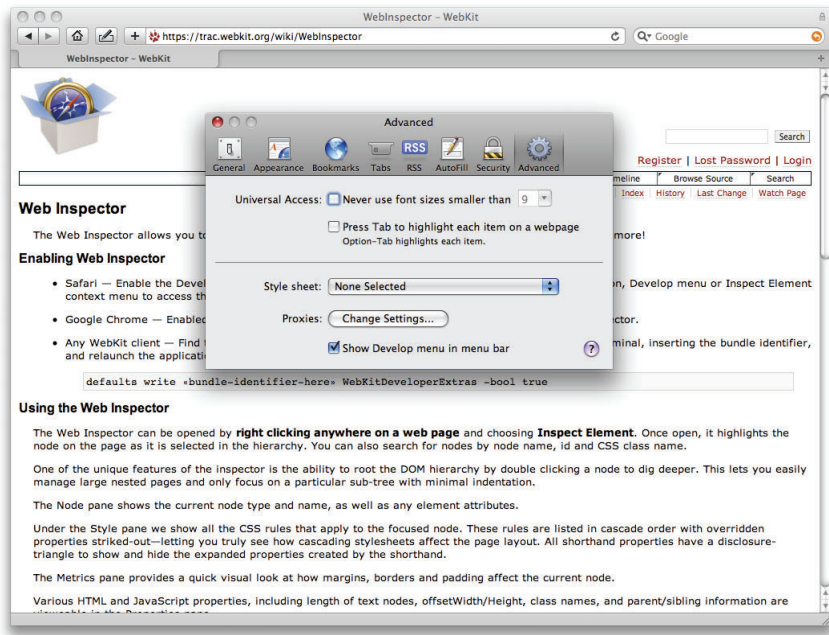 WebInspector – WebKit
https://trac.webkit.org/wiki/WebInspector
Google
WebInspector – WebKit
Advanced
General Appearance Bookmarks Tabs RSS RSS AutoFill Security Advanced
Search
Register | Lost Password | Login
meline Browse Source Search
Index History Last Change Watch Page
Universal Access: Never use font sizes smaller than 9
Press Tab to highlight each item on a webpage
Option-Tab highlights each item.
Style sheet: None Selected
Proxies: Change Settings...
Show Develop menu in menu bar ?
Web Inspector
The Web Inspector allows you to more!
Enabling Web Inspector
• Safari — Enable the Devel n, Develop menu or Inspect Element
context menu to access th
• Google Chrome — Enabled ctor.
• Any WebKit client — Find minal, inserting the bundle identifier,
and relaunch the applicati
defaults write «bundle-identifier-here» WebKitDeveloperExtras -bool true
Using the Web Inspector
The Web Inspector can be opened by right clicking anywhere on a web page and choosing Inspect Element. Once open, it highlights the
node on the page as it is selected in the hierarchy. You can also search for nodes by node name, id and CSS class name.
One of the unique features of the inspector is the ability to root the DOM hierarchy by double clicking a node to dig deeper. This lets you easily
manage large nested pages and only focus on a particular sub-tree with minimal indentation.
The Node pane shows the current node type and name, as well as any element attributes.
Under the Style pane we show all the CSS rules that apply to the focused node. These rules are listed in cascade order with overridden
properties striked-out—letting you truly see how cascading stylesheets affect the page layout. All shorthand properties have a disclosure-
triangle to show and hide the expanded properties created by the shorthand.
The Metrics pane provides a quick visual look at how margins, borders and padding affect the current node.
Various HTML and JavaScript properties, including length of text nodes, offsetWidth/Height, class names, and parent/sibling information are